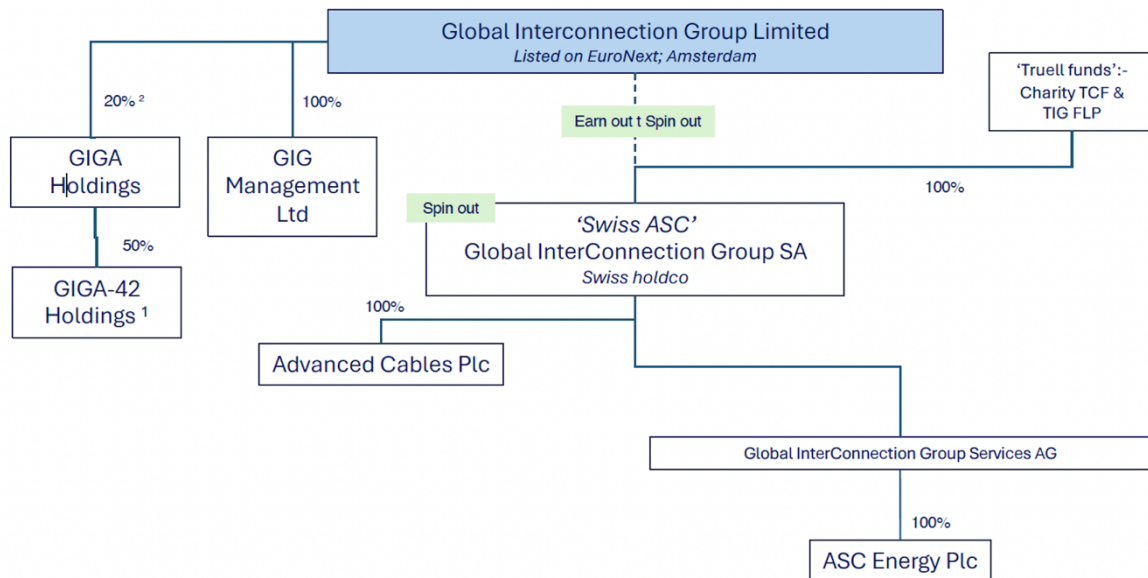 Global Interconnection Group Limited
Listed on EuroNext; Amsterdam
'Truell funds':-
Charity TCF &
TIG FLP
20% ²
100%
Earn out t Spin out
GIGA
Holdings
GIG
Management
Ltd
100%
Spin out
'Swiss ASC'
Global InterConnection Group SA
Swiss holdco
50%
GIGA-42
Holdings ¹
100%
Advanced Cables Plc
Global InterConnection Group Services AG
100%
ASC Energy Plc